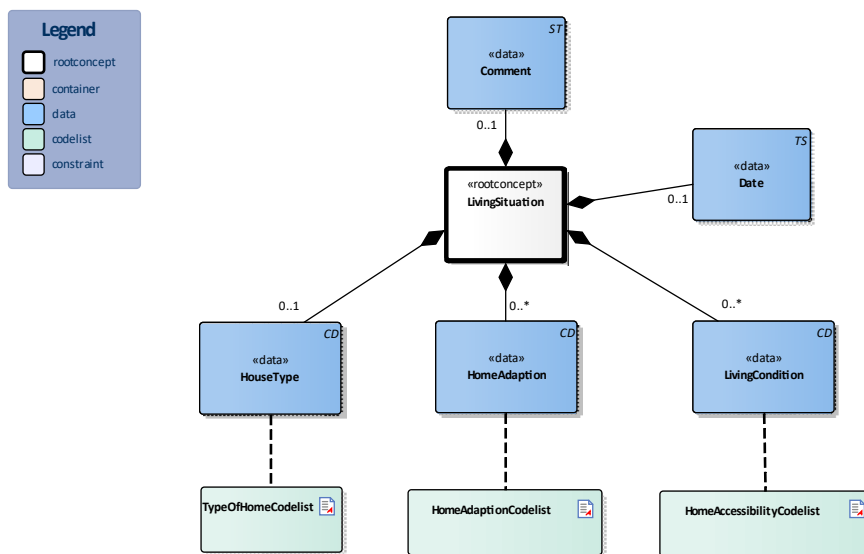 Legend
rootconcept
container
data
codelist
constraint
ST
«data»
Comment
0..1
TS
«data»
Date
0..1
«rootconcept»
LivingSituation
0..1
0..*
0..*
CD
«data»
HouseType
CD
«data»
HomeAdaption
CD
«data»
LivingCondition
TypeOfHomeCodelist
HomeAdaptionCodelist
HomeAccessibilityCodelist